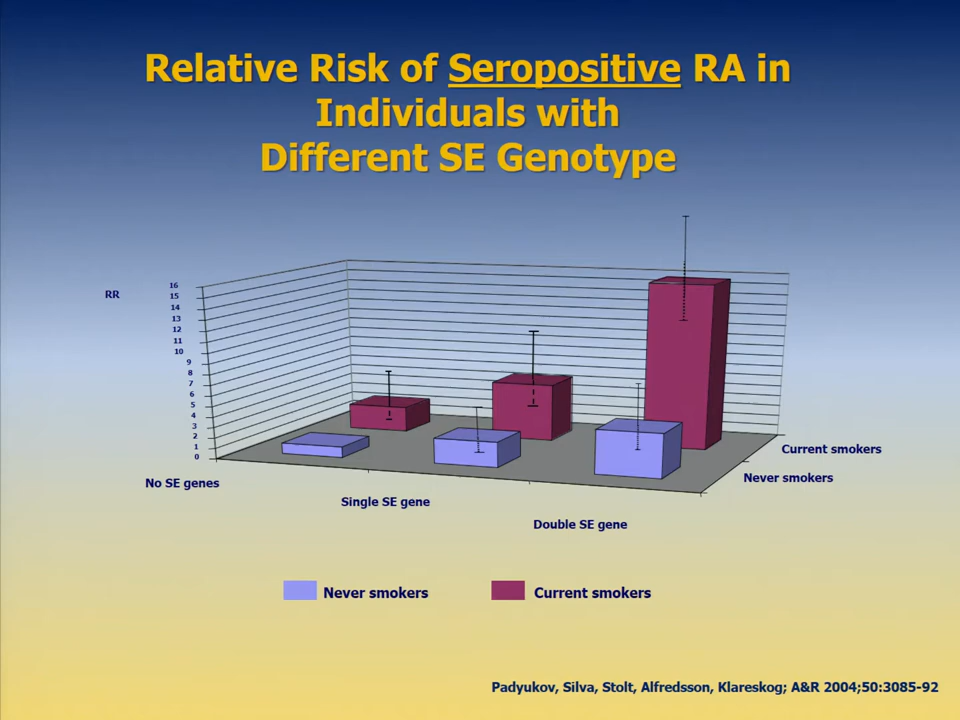 Relative Risk of Seropositive RA in
Individuals with
Different SE Genotype
RR
16
15
14
13
12
11
10
9
8
7
6
5
4
3
2
1
0
No SE genes
Single SE gene
Double SE gene
Current smokers
Never smokers
Never smokers
Current smokers
Padyukov, Silva, Stolt, Alfredsson, Klareskog; A&R 2004;50:3085-92